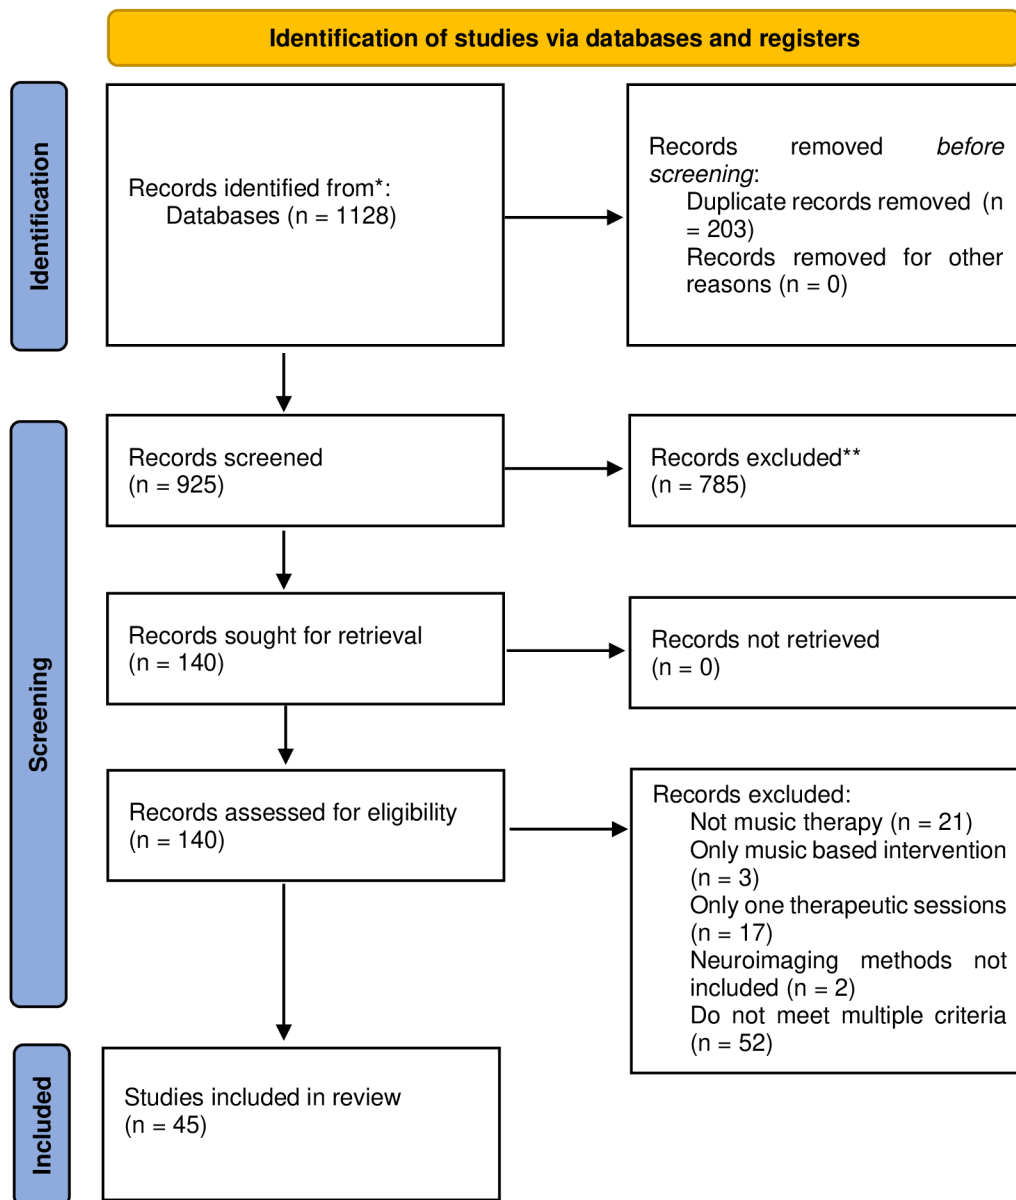 Identification of studies via databases and registers
Identification
Records identified from*:
Databases (n = 1128)
Records removed before
screening:
Duplicate records removed (n
= 203)
Records removed for other
reasons (n = 0)
Screening
Records screened
(n = 925)
Records excluded**
(n = 785)
Records sought for retrieval
(n = 140)
Records not retrieved
(n = 0)
Records assessed for eligibility
(n = 140)
Records excluded:
Not music therapy (n = 21)
Only music based intervention
(n = 3)
Only one therapeutic sessions
(n = 17)
Neuroimaging methods not
included (n = 2)
Do not meet multiple criteria
(n = 52)
Included
Studies included in review
(n = 45)